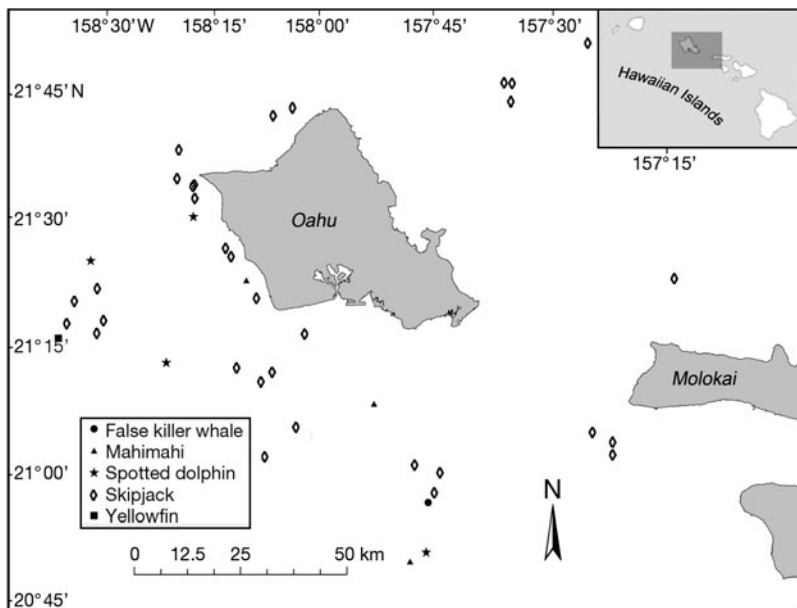 158°30' W 158°15' 158°00' 157°45' 157°30'
21°45' N
Hawaiian Islands
157°15'
21°30'
Oahu
21°15'
Molokai
False killer whale
Mahimahi
Spotted dolphin
Skipjack
Yellowfin
21°00'
N
0 12.5 25 50 km
20°45'